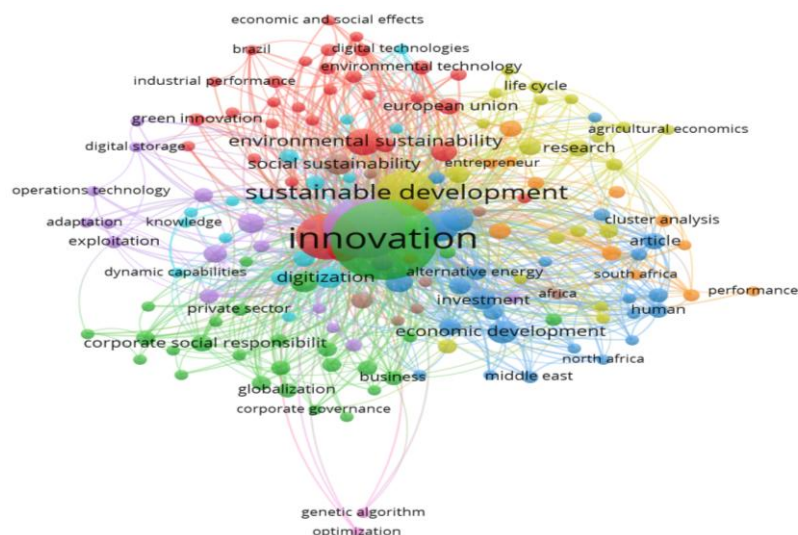 economic and social effects
brazil
digital technologies
environmental technology
industrial performance
life cycle
european union
green innovation
agricultural economics
environmental sustainability
digital storage
research
social sustainability
entrepreneur
operations technology
sustainable development
adaptation
knowledge
cluster analysis
exploitation
innovation
article
dynamic capabilities
digitization
alternative energy
south africa
performance
private sector
investment
africa
human
economic development
corporate social responsibilit
north africa
business
middle east
globalization
corporate governance
genetic algorithm
optimization